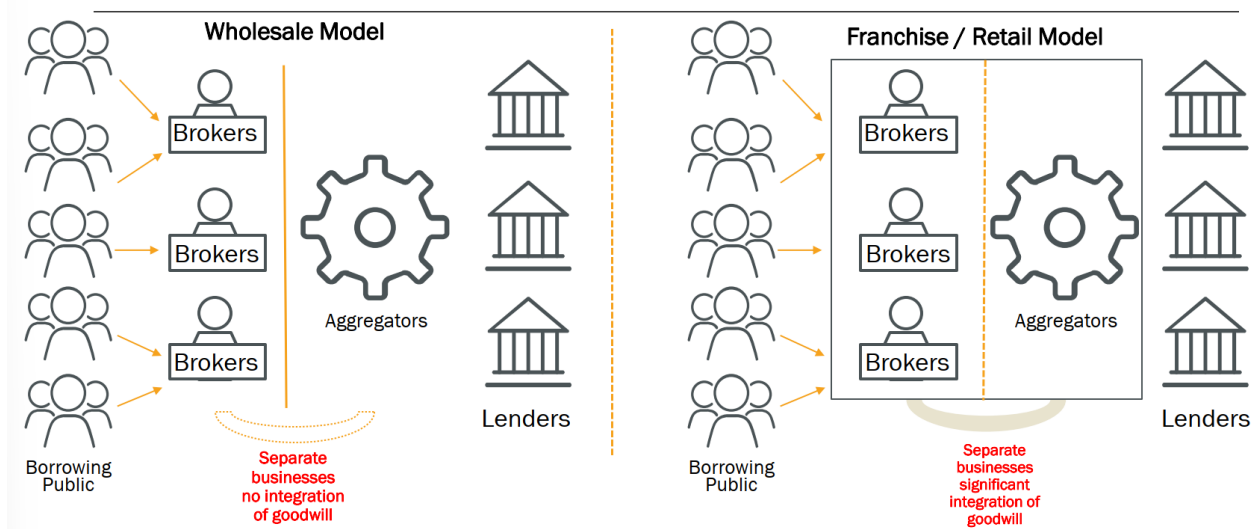 Wholesale Model
Brokers
Brokers
Brokers
Aggregators
Lenders
Borrowing
Public
Separate
businesses
no integration
of goodwill
Franchise / Retail Model
Brokers
Brokers
Brokers
Aggregators
Lenders
Borrowing
Public
Separate
businesses
significant
integration of
goodwill